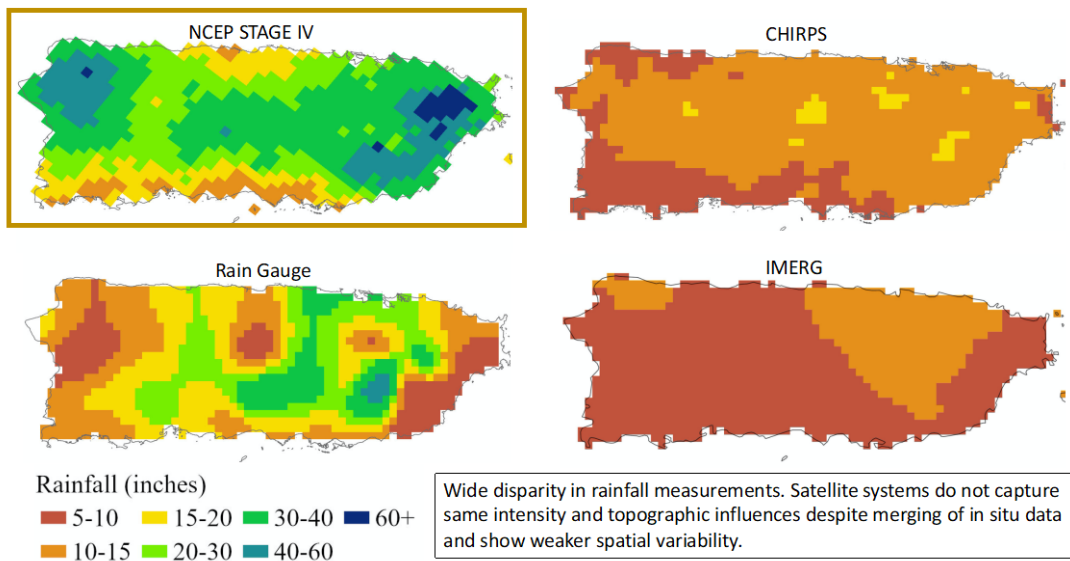 NCEP STAGE IV
CHIRPS
Rain Gauge
IMERG
Rainfall (inches)
5-10 15-20 30-40 60+
10-15 20-30 40-60
Wide disparity in rainfall measurements. Satellite systems do not capture
same intensity and topographic influences despite merging of in situ data
and show weaker spatial variability.